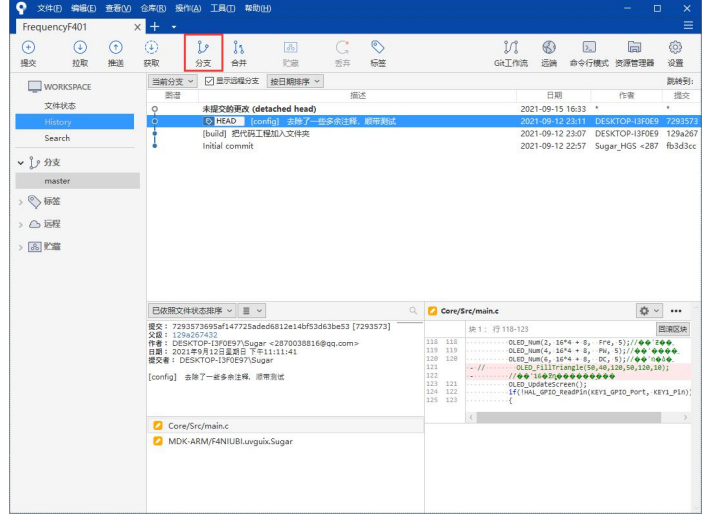 文件(F) 编辑(E) 查看(V) 仓库(R) 操作(A) 工具(T) 帮助(H)
FrequencyF401
提交 拉取 推送 获取 分支 合并 贮藏 丢弃 标签 Git工作流 远端 命令行模式 资源管理器 设置
WORKSPACE
文件状态
History
Search
分支
master
标签
远程
贮藏
当前分支 显示远程分支 按日期排序 跳转到:
图谱 描述 日期 作者 提交
未提交的更改 (detached head) 2021-09-15 16:33 * *
HEAD [config] 去除了一些多余注释，顺带测试 2021-09-12 23:11 DESKTOP-I3F0E9 7293573
[build] 把代码工程加入文件夹 2021-09-12 23:07 DESKTOP-I3F0E9 129a267
Initial commit 2021-09-12 22:57 Sugar_HGS <287 fb3d3cc
已依照文件状态排序
提交： 7293573695af147725aded6812e14bf53d63be53 [7293573]
父级： 129a267432
作者： DESKTOP-I3F0E97\Sugar <2870038816@qq.com>
日期： 2021年9月12日星期日 下午11:11:41
提交者： DESKTOP-I3F0E97\Sugar
[config] 去除了一些多余注释，顺带测试
Core/Src/main.c
MDK-ARM/F4NIUBI.uvguix.Sugar
Core/Src/main.c
块 1： 行 118-123 回滚区块
118 118 OLED_Num(2, 16*4 + 8, Fre, 5);//
119 119 OLED_Num(4, 16*4 + 8, PW, 5);//
120 120 OLED_Num(6, 16*4 + 8, DC, 5);//
121 - // OLED_FillTriangle(50,40,120,50,120,10);
122 - //
123 121 OLED_UpdateScreen();
124 122 if(!HAL_GPIO_ReadPin(KEY1_GPIO_Port, KEY1_Pin))
125 123 {